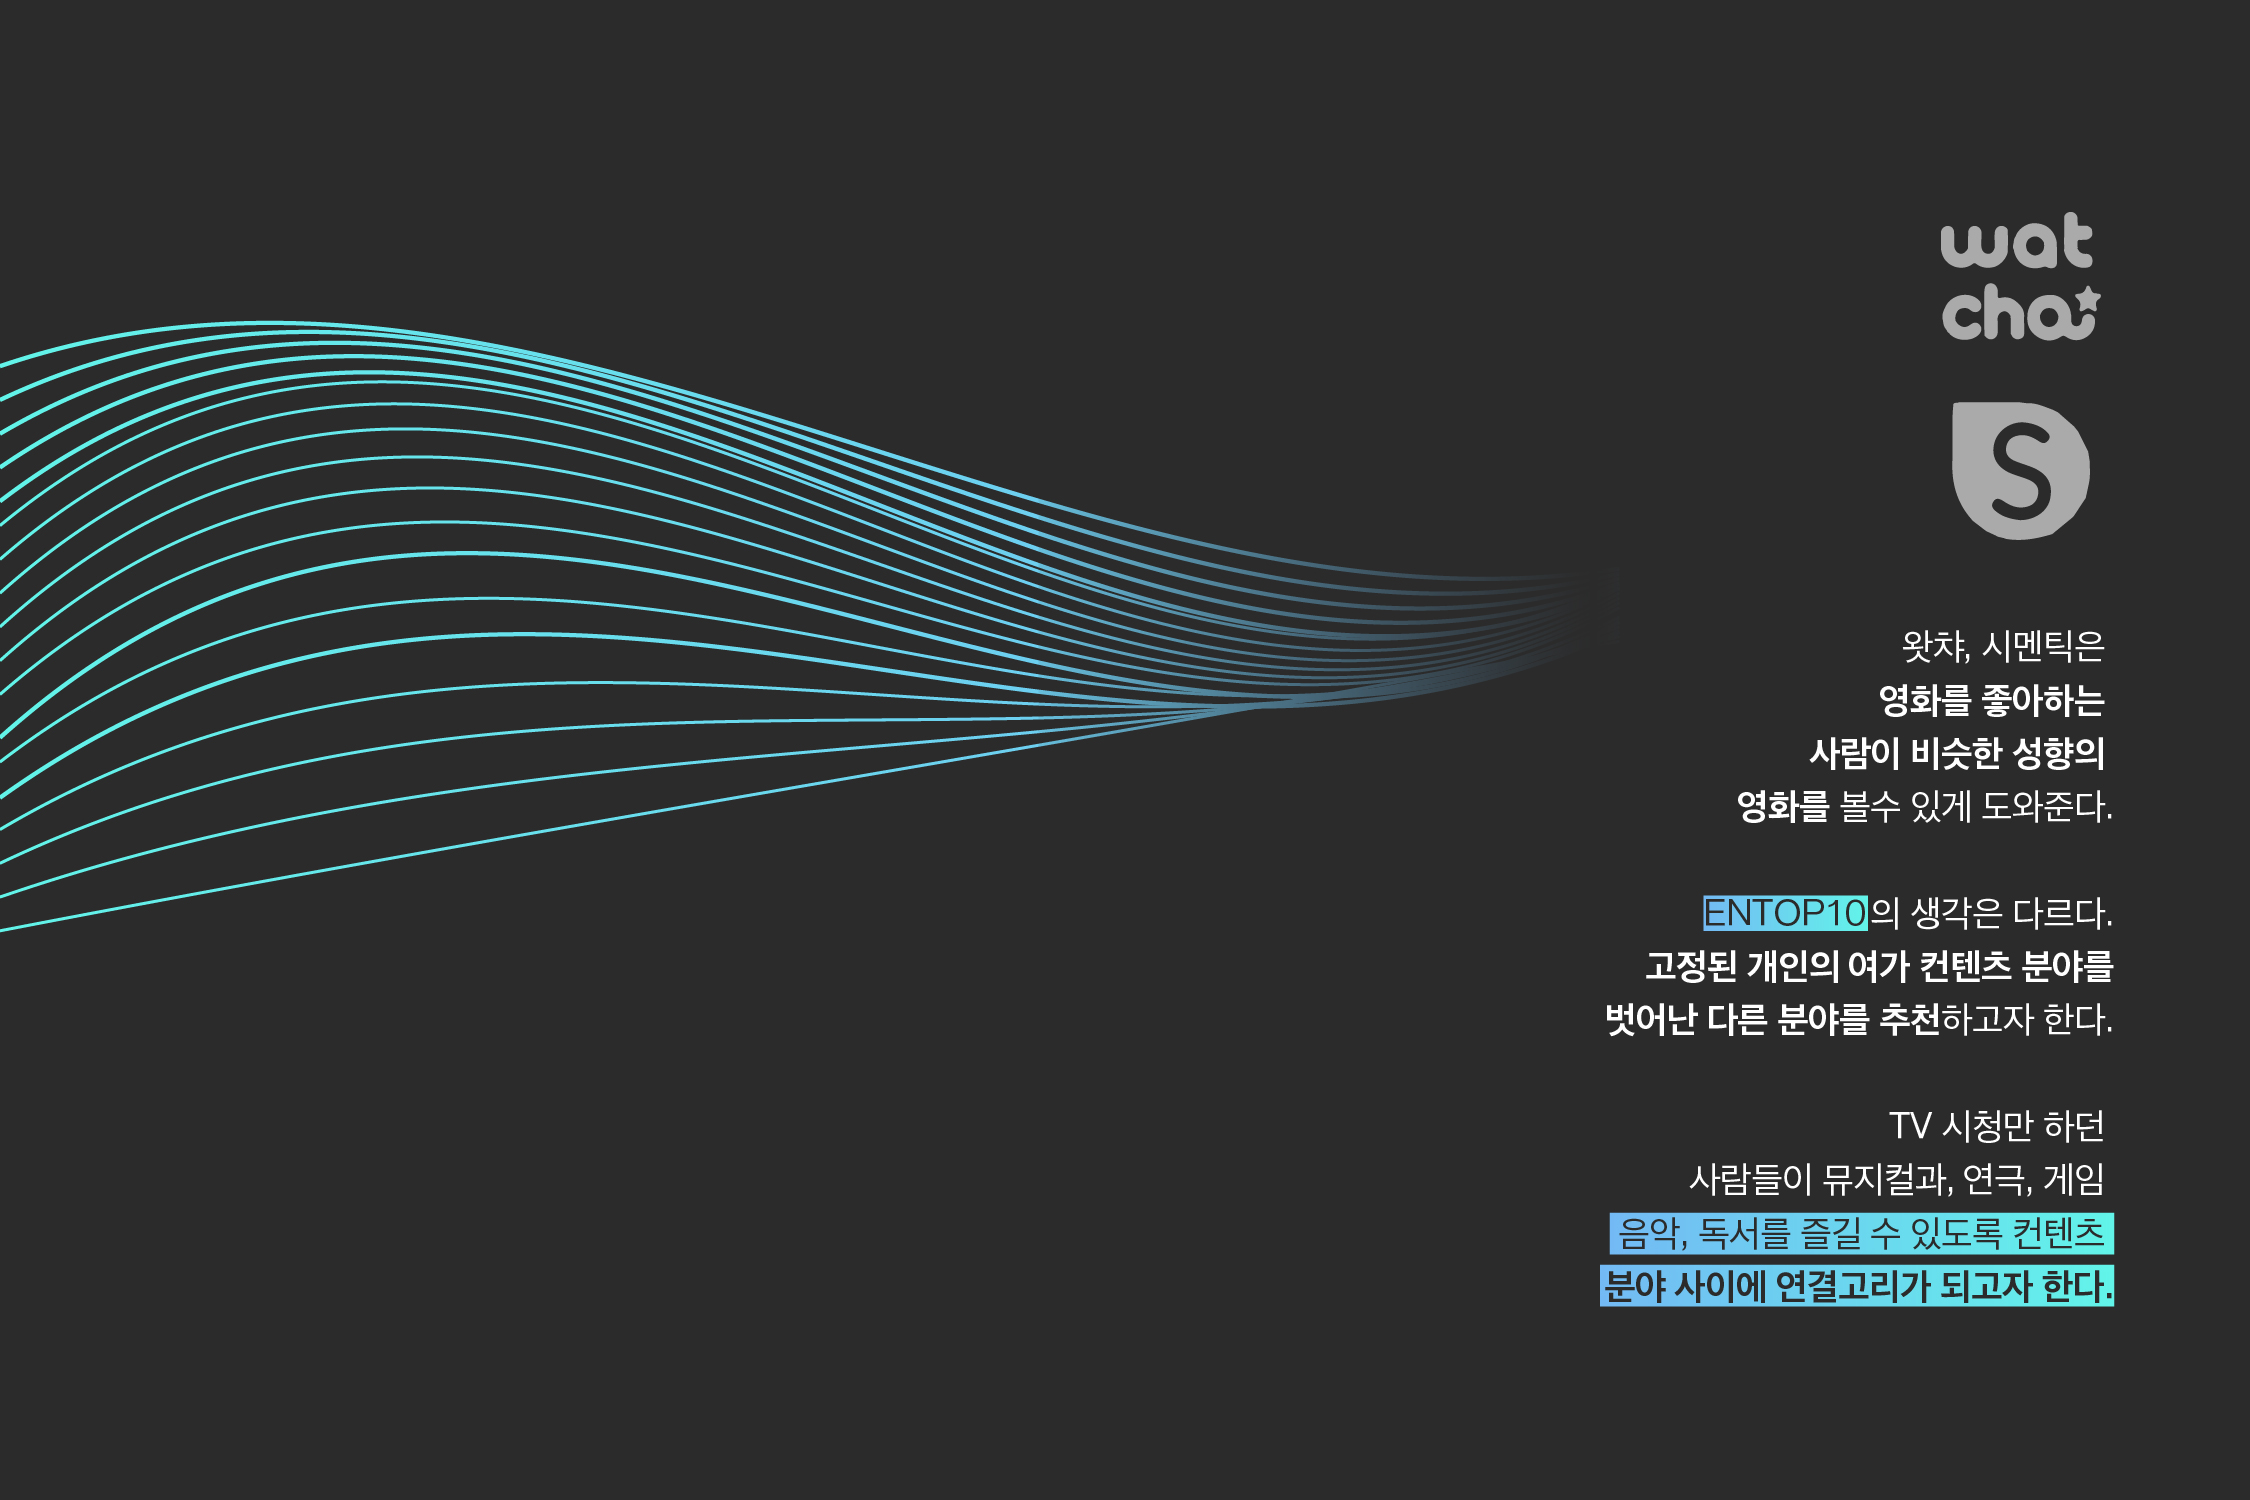 wat
cha
S
왓챠, 시멘틱은
영화를 좋아하는
사람이 비슷한 성향의
영화를 볼수 있게 도와준다.
ENTOP10의 생각은 다르다.
고정된 개인의 여가 컨텐츠 분야를
벗어난 다른 분야를 추천하고자 한다.
TV 시청만 하던
사람들이 뮤지컬과, 연극, 게임
음악, 독서를 즐길 수 있도록 컨텐츠
분야 사이에 연결고리가 되고자 한다.